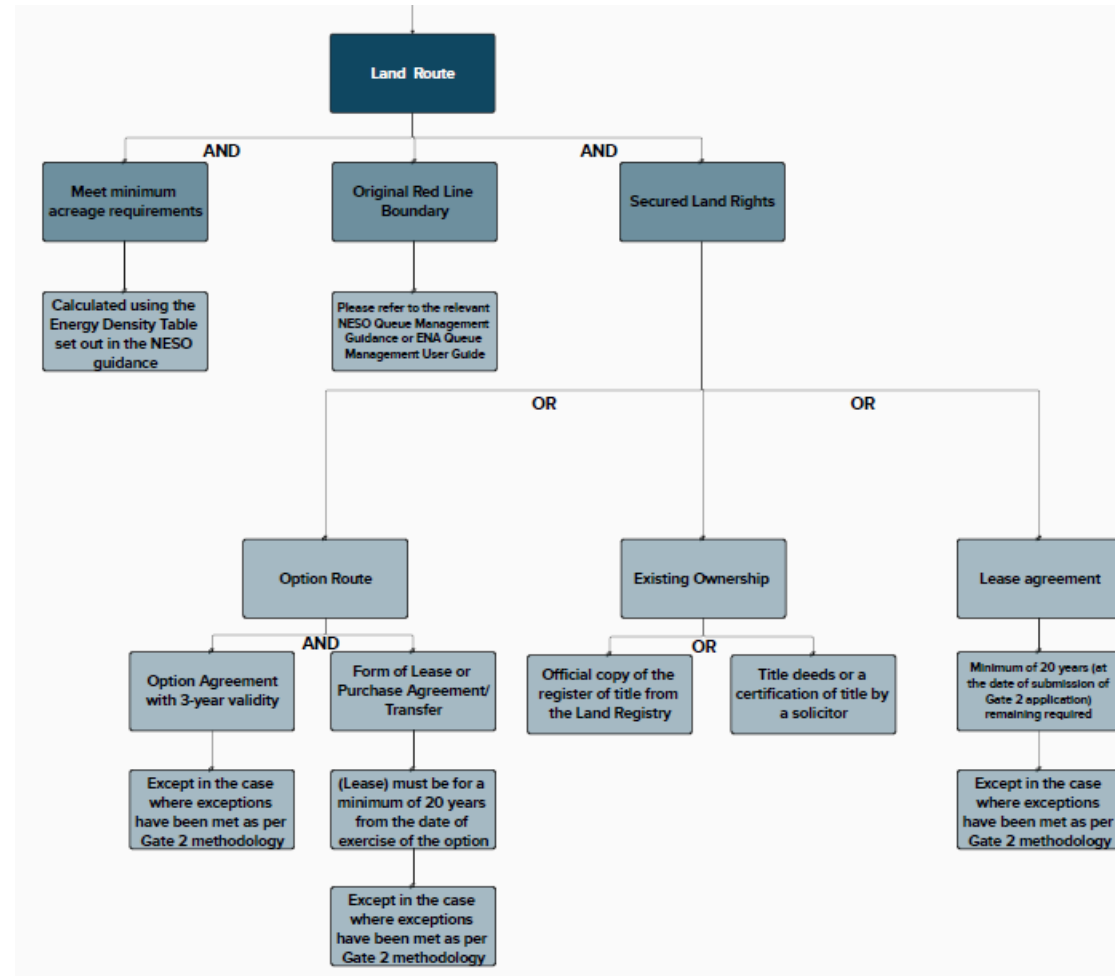 Land Route
AND
AND
Meet minimum
acreage requirements
Original Red Line
Boundary
Secured Land Rights
Calculated using the
Energy Density Table
set out in the NESO
guidance
Please refer to the relevant
NESO Queue Management
Guidance or ENA Queue
Management User Guide
OR
OR
Option Route
Existing Ownership
Lease agreement
AND
OR
Option Agreement
with 3-year validity
Form of Lease or
Purchase Agreement/
Transfer
Official copy of the
register of title from
the Land Registry
Title deeds or a
certification of title by
a solicitor
Minimum of 20 years (at
the date of submission of
Gate 2 application)
remaining required
Except in the case
where exceptions
have been met as per
Gate 2 methodology
(Lease) must be for a
minimum of 20 years
from the date of
exercise of the option
Except in the case
where exceptions
have been met as per
Gate 2 methodology
Except in the case
where exceptions
have been met as per
Gate 2 methodology